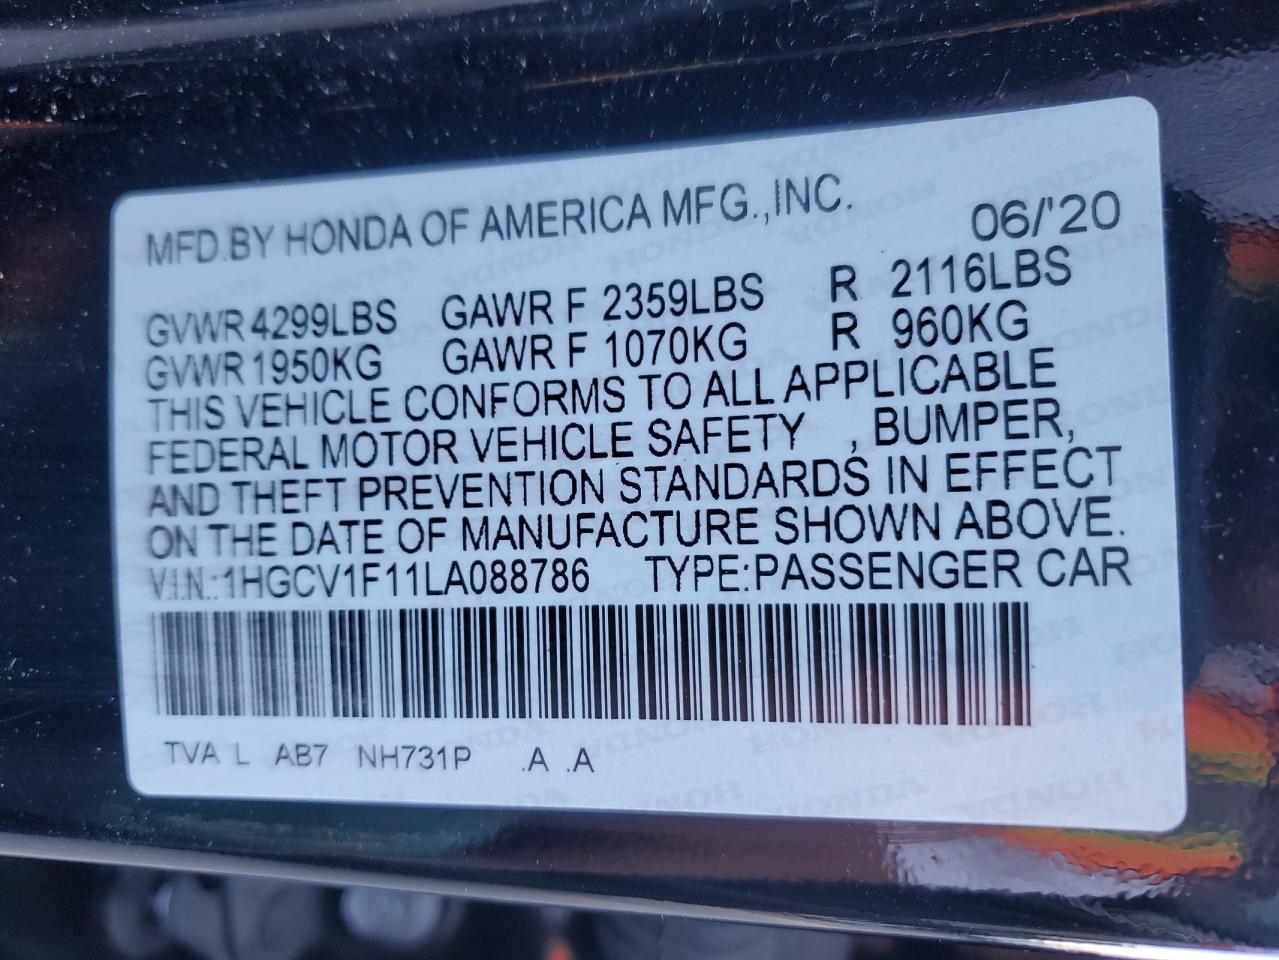 MFD.BY HONDA OF AMERICA MFG.,INC. 06/'20
GVWR 4299LBS GAWR F 2359LBS R 2116LBS
GVWR 1950KG GAWR F 1070KG R 960KG
THIS VEHICLE CONFORMS TO ALL APPLICABLE
FEDERAL MOTOR VEHICLE SAFETY , BUMPER,
AND THEFT PREVENTION STANDARDS IN EFFECT
ON THE DATE OF MANUFACTURE SHOWN ABOVE.
V.I.N.:1HGCV1F11LA088786 TYPE:PASSENGER CAR
TVA L AB7 NH731P .A .A